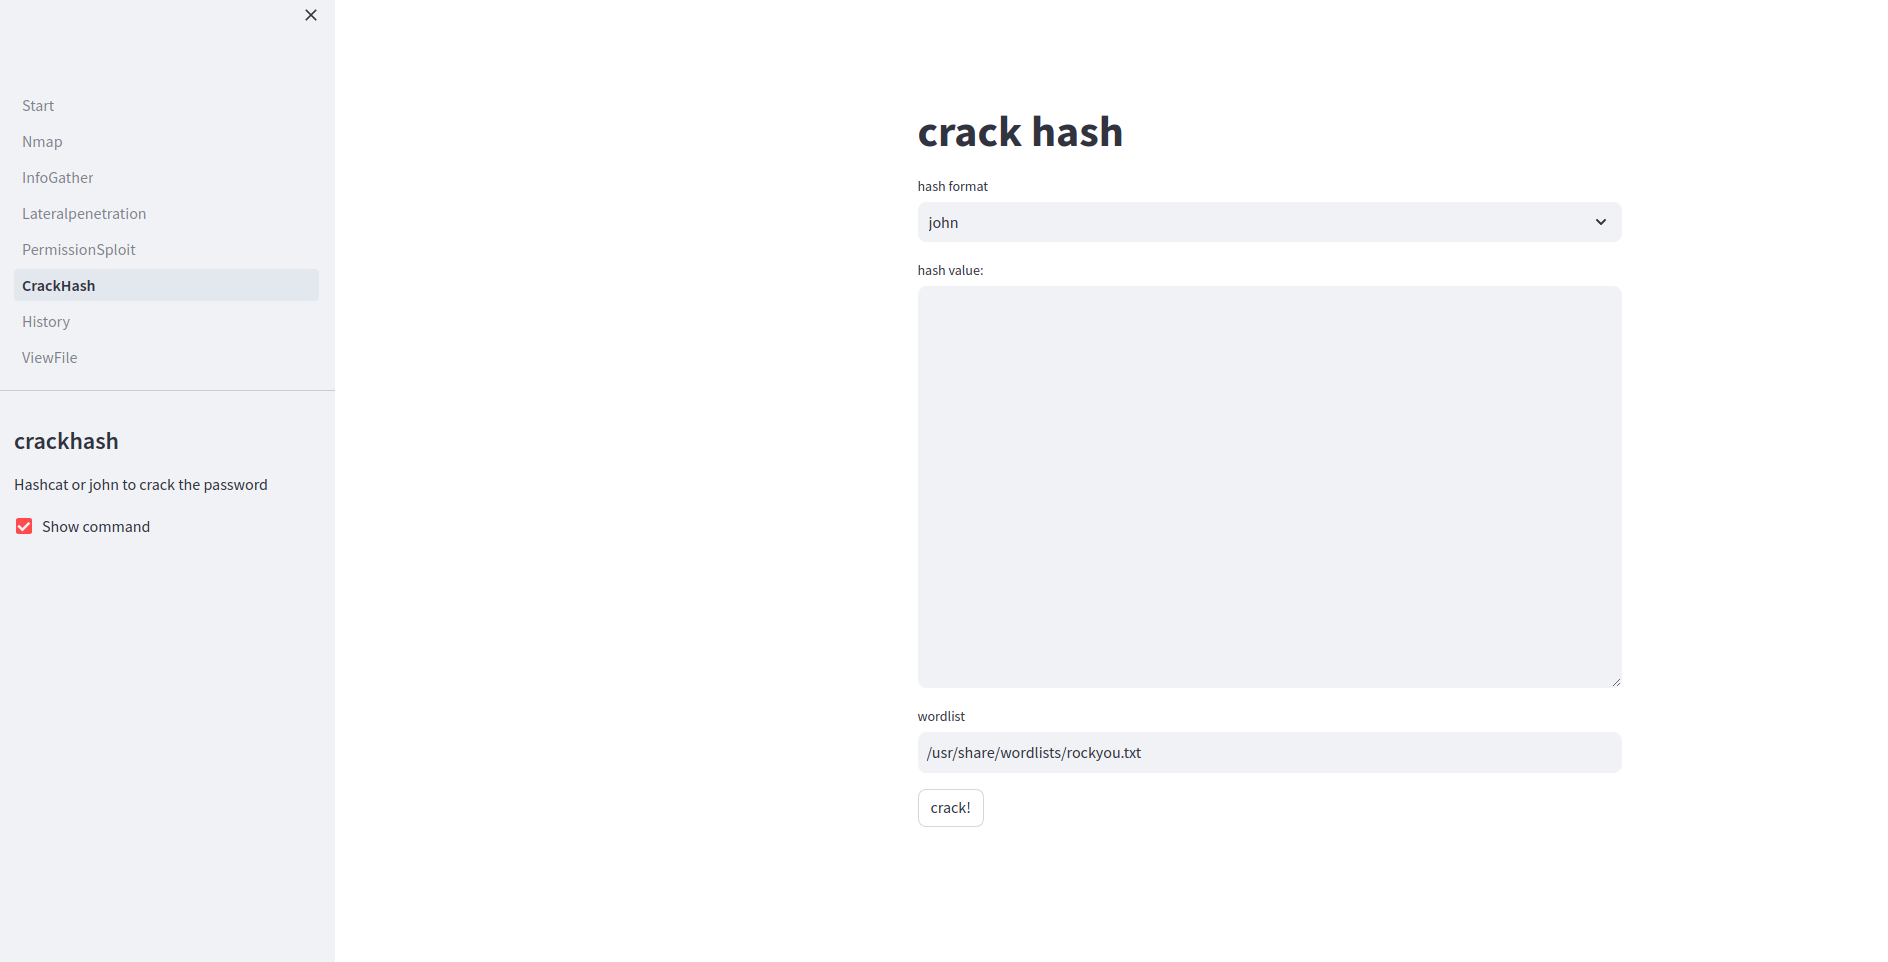 Start
Nmap
InfoGather
Lateralpenetration
PermissionSploit
CrackHash
History
ViewFile
crackhash
Hashcat or john to crack the password
Show command
crack hash
hash format
john
hash value:
wordlist
/usr/share/wordlists/rockyou.txt
crack!